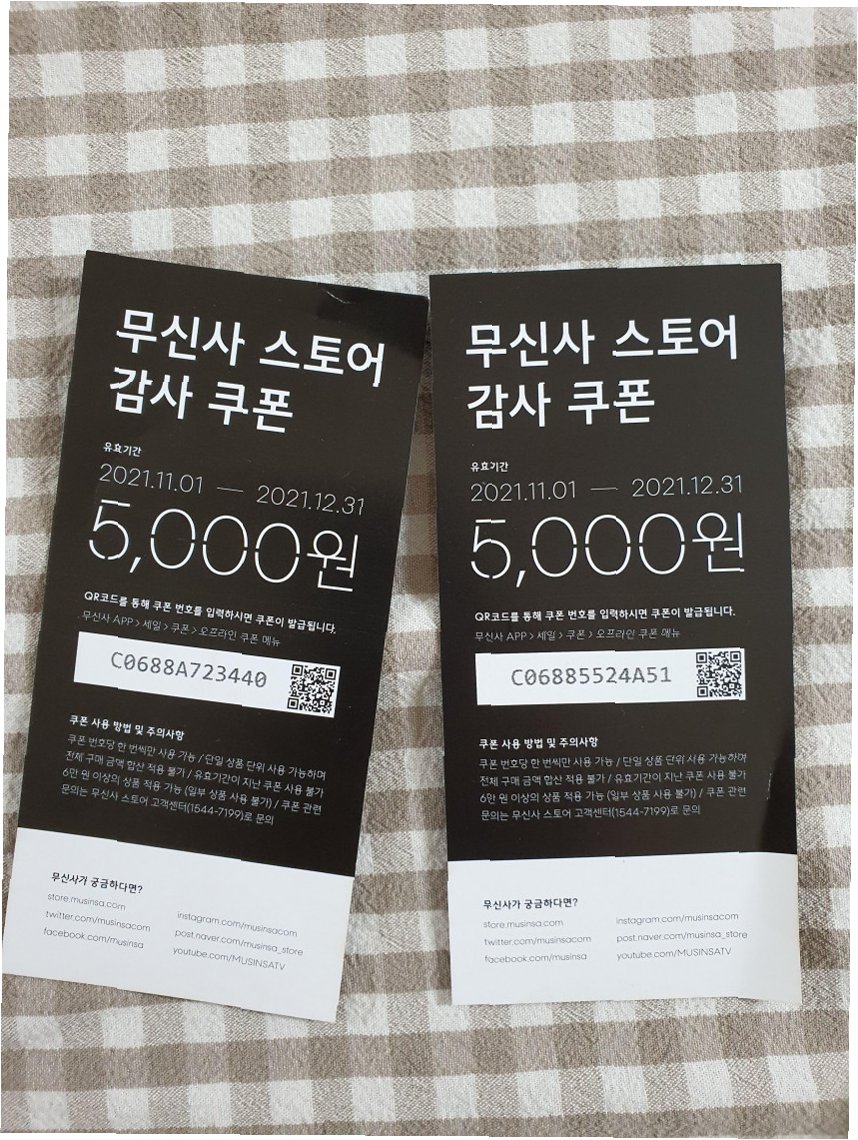 무신사 스토어
감사 쿠폰
유효기간
2021.11.01 — 2021.12.31
5,000원
QR코드를 통해 쿠폰 번호를 입력하시면 쿠폰이 발급됩니다.
무신사 APP > 세일 > 쿠폰 > 오프라인 쿠폰 메뉴
C0688A723440
쿠폰 사용 방법 및 주의사항
쿠폰 번호당 한 번씩만 사용 가능 / 단일 상품 단위 사용 가능하며
전체 구매 금액 합산 적용 불가 / 유효기간이 지난 쿠폰 사용 불가
6만 원 이상의 상품 적용 가능 (일부 상품 사용 불가) / 쿠폰 관련
문의는 무신사 스토어 고객센터(1544-7199)로 문의
무신사가 궁금하다면?
store.musinsa.com
twitter.com/musinsacom
facebook.com/musinsa
instagram.com/musinsacom
post.naver.com/musinsa_store
youtube.com/MUSINSATV
무신사 스토어
감사 쿠폰
유효기간
2021.11.01 — 2021.12.31
5,000원
QR코드를 통해 쿠폰 번호를 입력하시면 쿠폰이 발급됩니다.
무신사 APP > 세일 > 쿠폰 > 오프라인 쿠폰 메뉴
C06885524A51
쿠폰 사용 방법 및 주의사항
쿠폰 번호당 한 번씩만 사용 가능 / 단일 상품 단위 사용 가능하며
전체 구매 금액 합산 적용 불가 / 유효기간이 지난 쿠폰 사용 불가
6만 원 이상의 상품 적용 가능 (일부 상품 사용 불가) / 쿠폰 관련
문의는 무신사 스토어 고객센터(1544-7199)로 문의
무신사가 궁금하다면?
store.musinsa.com
twitter.com/musinsacom
facebook.com/musinsa
instagram.com/musinsacom
post.naver.com/musinsa_store
youtube.com/MUSINSATV